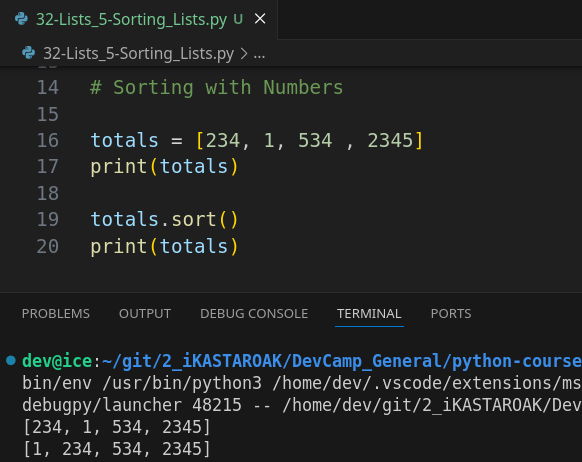 32-Lists_5-Sorting_Lists.py U ×
32-Lists_5-Sorting_Lists.py > ...
14 # Sorting with Numbers
15
16 totals = [234, 1, 534 , 2345]
17 print(totals)
18
19 totals.sort()
20 print(totals)
PROBLEMS OUTPUT DEBUG CONSOLE TERMINAL PORTS
dev@ice:~/git/2_iKASTAROAK/DevCamp_General/python-course
bin/env /usr/bin/python3 /home/dev/.vscode/extensions/ms
debugpy/launcher 48215 -- /home/dev/git/2_iKASTAROAK/Dev
[234, 1, 534, 2345]
[1, 234, 534, 2345]